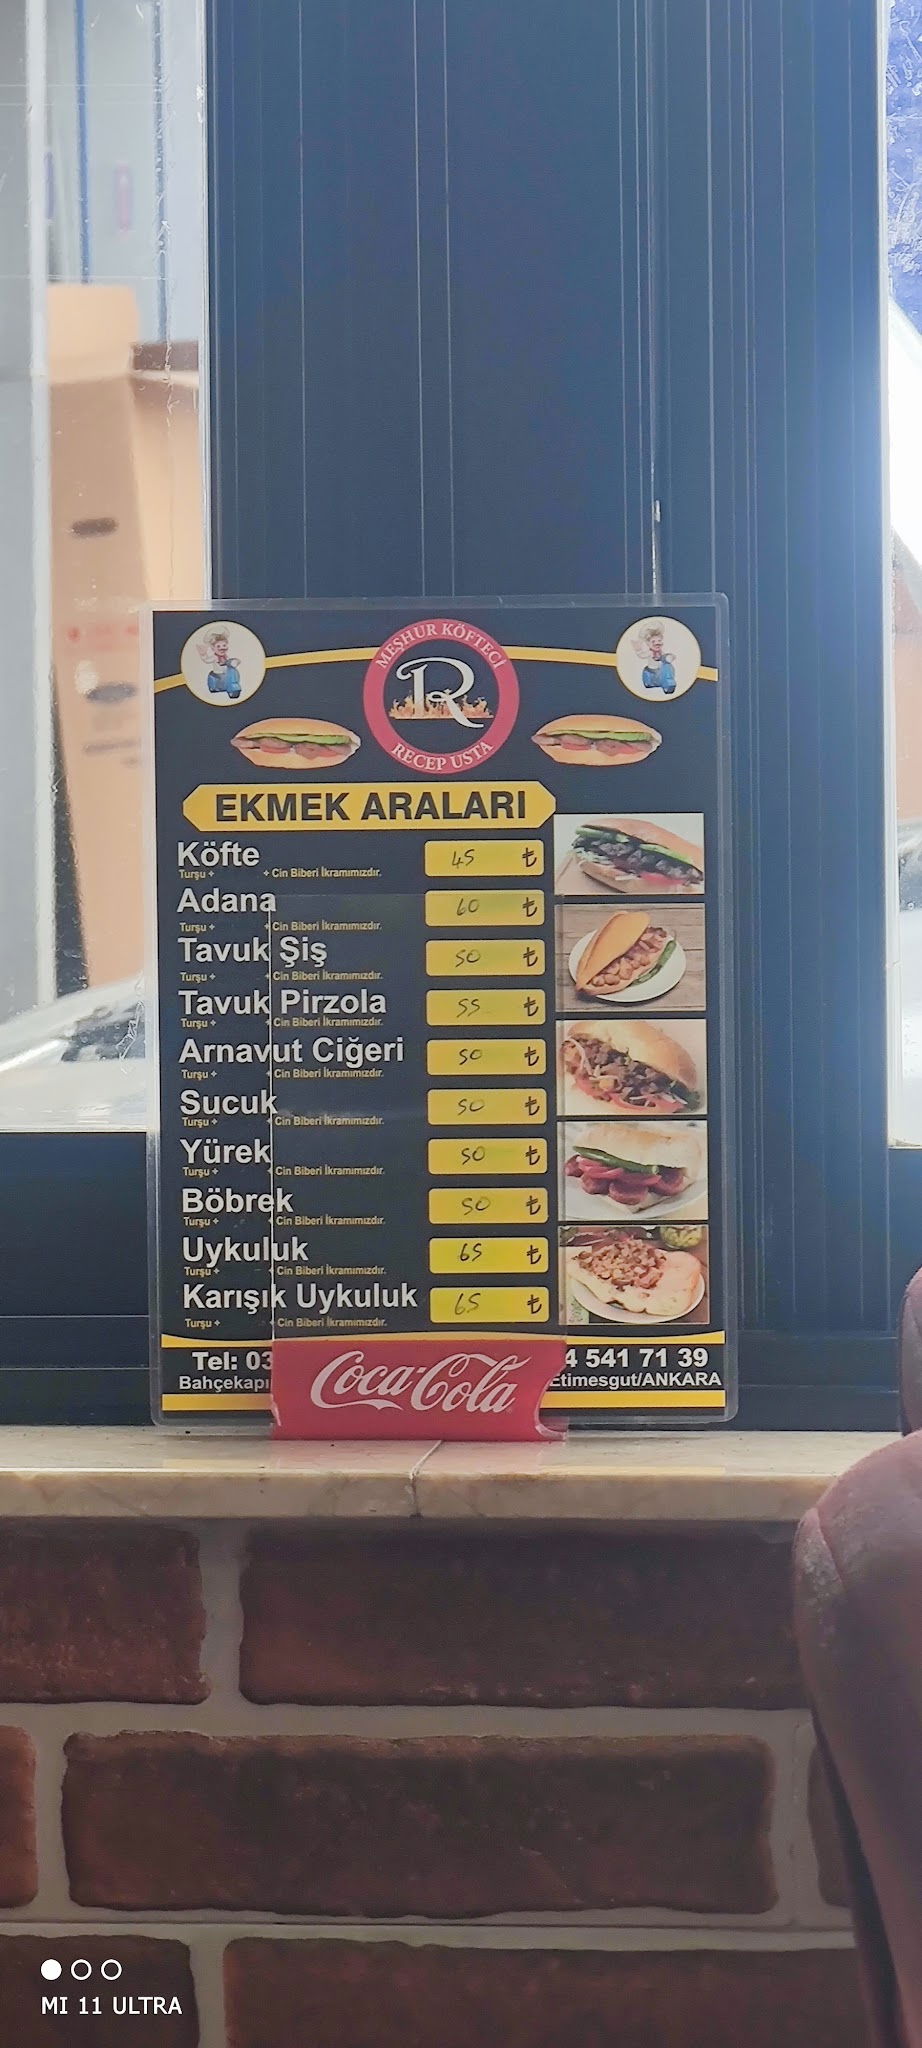 MEŞHUR KÖFTECİ
R
RECEP USTA
EKMEK ARALARI
Köfte 45 ₺
Turşu + + Cin Biberi İkramımızdır.
Adana 60 ₺
Turşu + + Cin Biberi İkramımızdır.
Tavuk Şiş 50 ₺
Turşu + + Cin Biberi İkramımızdır.
Tavuk Pirzola 55 ₺
Turşu + + Cin Biberi İkramımızdır.
Arnavut Ciğeri 50 ₺
Turşu + + Cin Biberi İkramımızdır.
Sucuk 50 ₺
Turşu + + Cin Biberi İkramımızdır.
Yürek 50 ₺
Turşu + + Cin Biberi İkramımızdır.
Böbrek 50 ₺
Turşu + + Cin Biberi İkramımızdır.
Uykuluk 65 ₺
Turşu + + Cin Biberi İkramımızdır.
Karışık Uykuluk 65 ₺
Turşu + + Cin Biberi İkramımızdır.
Tel: 03 4 541 71 39
Bahçekapı Etimesgut/ANKARA
Coca-Cola
MI 11 ULTRA